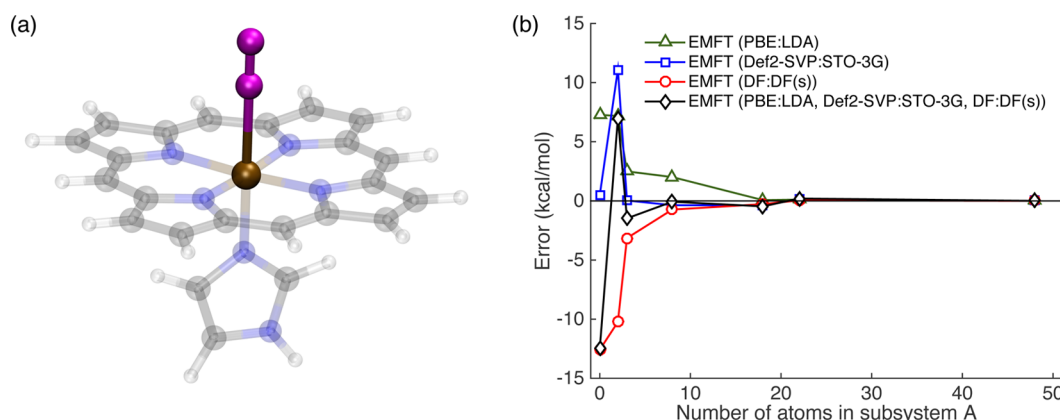 (a)
(b)
15
10
5
0
-5
-10
-15
Error (kcal/mol)
EMFT (PBE:LDA)
EMFT (Def2-SVP:STO-3G)
EMFT (DF:DF(s))
EMFT (PBE:LDA, Def2-SVP:STO-3G, DF:DF(s))
0 10 20 30 40 50
Number of atoms in subsystem A